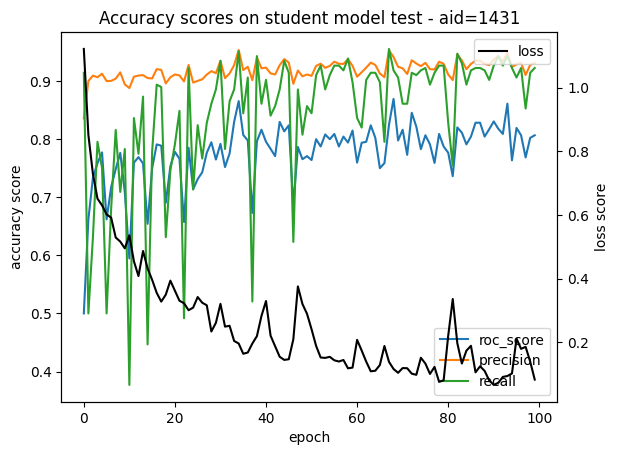 Accuracy scores on student model test - aid=1431
accuracy score
0.9
0.8
0.7
0.6
0.5
0.4
loss
1.0
0.8
0.6
0.4
0.2
loss score
roc_score
precision
recall
0
20
40
60
80
100
epoch